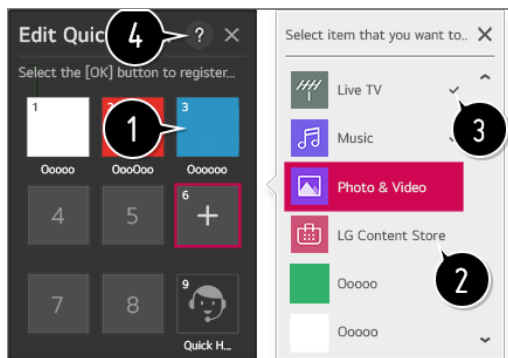 Edit Quic
4
?
Select the [OK] button to register...
1
2
3
1
Ooooo
OooOoo
Oooooo
4
5
6
+
7
8
9
Quick H...
Select item that you want to..
Live TV
3
Music
Photo & Video
LG Content Store
2
Ooooo
Ooooo